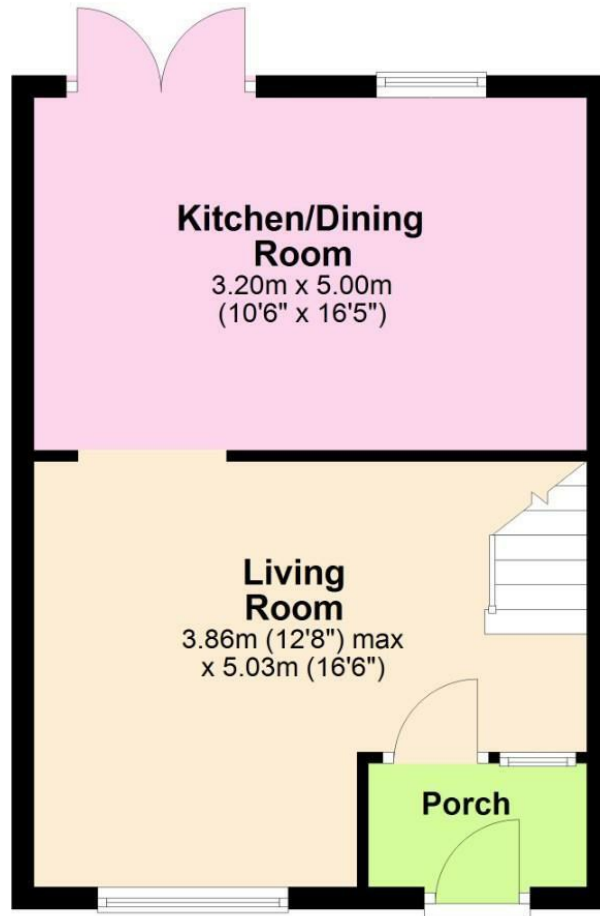 Kitchen/Dining
Room
3.20m x 5.00m
(10'6" x 16'5")
Living
Room
3.86m (12'8") max
x 5.03m (16'6")
Porch